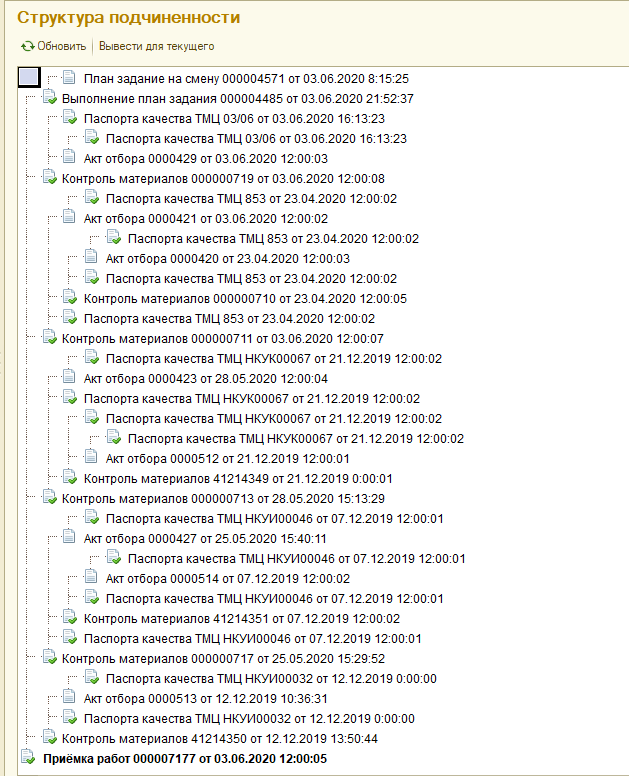 Структура подчиненности
Обновить Вывести для текущего
План задание на смену 000004571 от 03.06.2020 8:15:25
Выполнение план задания 000004485 от 03.06.2020 21:52:37
Паспорта качества ТМЦ 03/06 от 03.06.2020 16:13:23
Паспорта качества ТМЦ 03/06 от 03.06.2020 16:13:23
Акт отбора 0000429 от 03.06.2020 12:00:03
Контроль материалов 000000719 от 03.06.2020 12:00:08
Паспорта качества ТМЦ 853 от 23.04.2020 12:00:02
Акт отбора 0000421 от 03.06.2020 12:00:02
Паспорта качества ТМЦ 853 от 23.04.2020 12:00:02
Акт отбора 0000420 от 23.04.2020 12:00:03
Паспорта качества ТМЦ 853 от 23.04.2020 12:00:02
Контроль материалов 000000710 от 23.04.2020 12:00:05
Паспорта качества ТМЦ 853 от 23.04.2020 12:00:02
Контроль материалов 000000711 от 03.06.2020 12:00:07
Паспорта качества ТМЦ НКУК00067 от 21.12.2019 12:00:02
Акт отбора 0000423 от 28.05.2020 12:00:04
Паспорта качества ТМЦ НКУК00067 от 21.12.2019 12:00:02
Паспорта качества ТМЦ НКУК00067 от 21.12.2019 12:00:02
Паспорта качества ТМЦ НКУК00067 от 21.12.2019 12:00:02
Акт отбора 0000512 от 21.12.2019 12:00:01
Контроль материалов 41214349 от 21.12.2019 0:00:01
Контроль материалов 000000713 от 28.05.2020 15:13:29
Паспорта качества ТМЦ НКУИ00046 от 07.12.2019 12:00:01
Акт отбора 0000427 от 25.05.2020 15:40:11
Паспорта качества ТМЦ НКУИ00046 от 07.12.2019 12:00:01
Акт отбора 0000514 от 07.12.2019 12:00:02
Паспорта качества ТМЦ НКУИ00046 от 07.12.2019 12:00:01
Контроль материалов 41214351 от 07.12.2019 12:00:02
Паспорта качества ТМЦ НКУИ00046 от 07.12.2019 12:00:01
Контроль материалов 000000717 от 25.05.2020 15:29:52
Паспорта качества ТМЦ НКУИ00032 от 12.12.2019 0:00:00
Акт отбора 0000513 от 12.12.2019 10:36:31
Паспорта качества ТМЦ НКУИ00032 от 12.12.2019 0:00:00
Контроль материалов 41214350 от 12.12.2019 13:50:44
Приёмка работ 000007177 от 03.06.2020 12:00:05